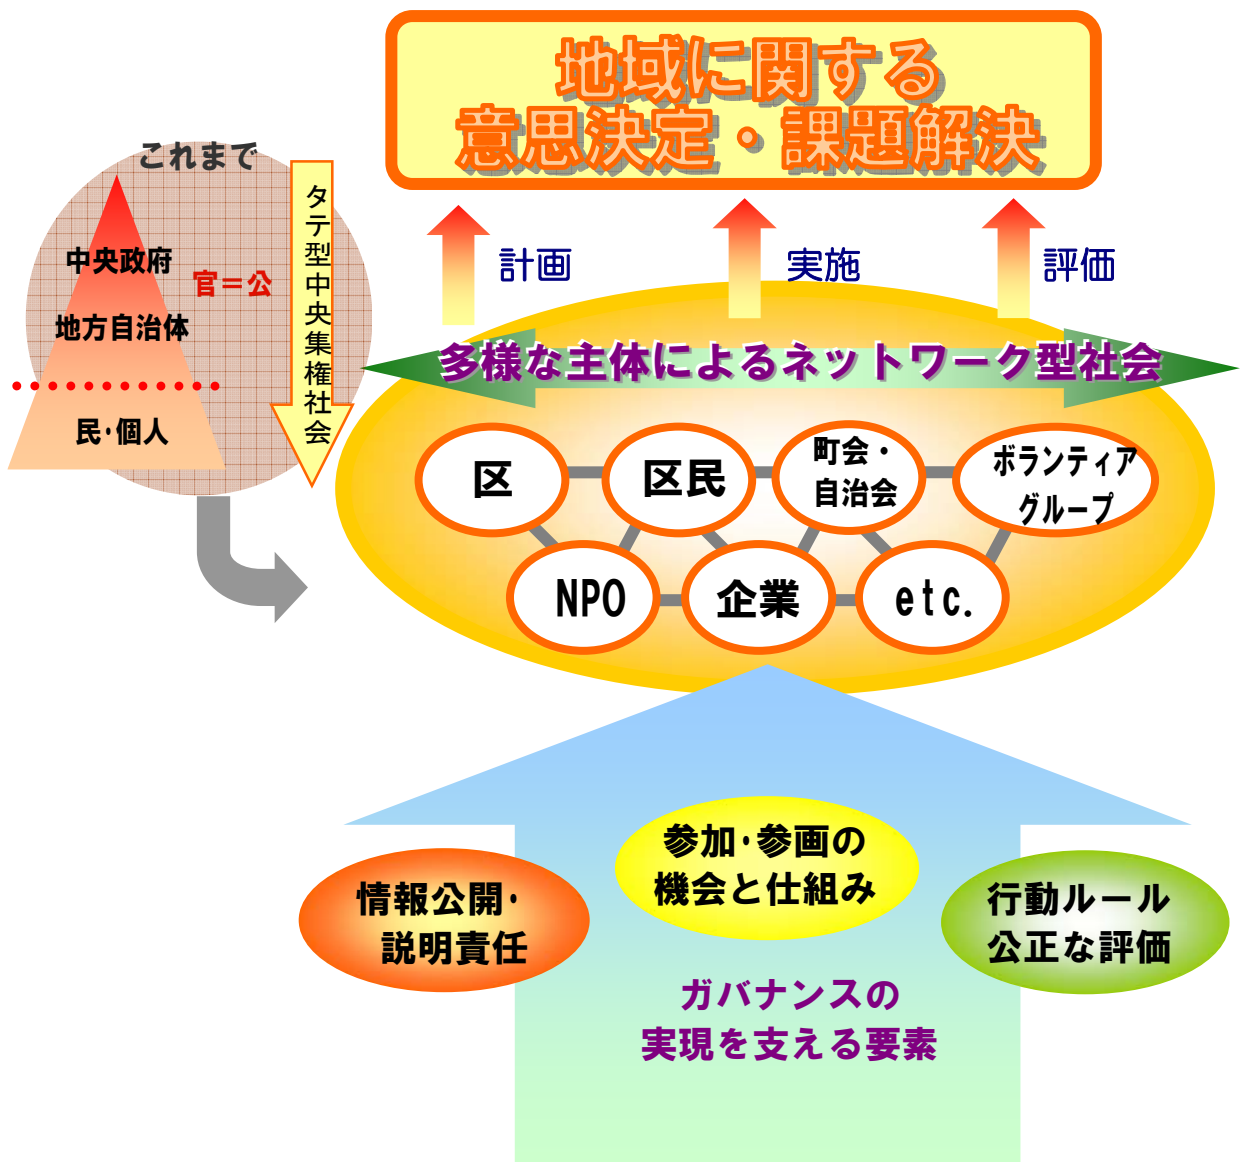 地域に関する
意思決定・課題解決
これまで
中央政府
官＝公
地方自治体
民・個人
タテ型中央集権社会
計画
実施
評価
多様な主体によるネットワーク型社会
区
区民
町会・
自治会
ボランティア
グループ
NPO
企業
etc.
参加・参画の
機会と仕組み
情報公開・
説明責任
行動ルール
公正な評価
ガバナンスの
実現を支える要素